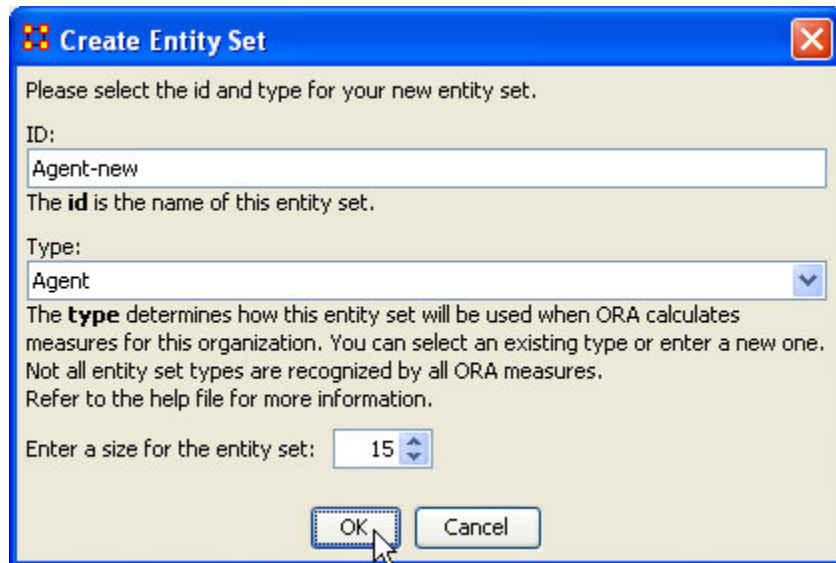 Create Entity Set
Please select the id and type for your new entity set.
ID:
Agent-new
The id is the name of this entity set.
Type:
Agent
The type determines how this entity set will be used when ORA calculates
measures for this organization. You can select an existing type or enter a new one.
Not all entity set types are recognized by all ORA measures.
Refer to the help file for more information.
Enter a size for the entity set: 15
OK Cancel